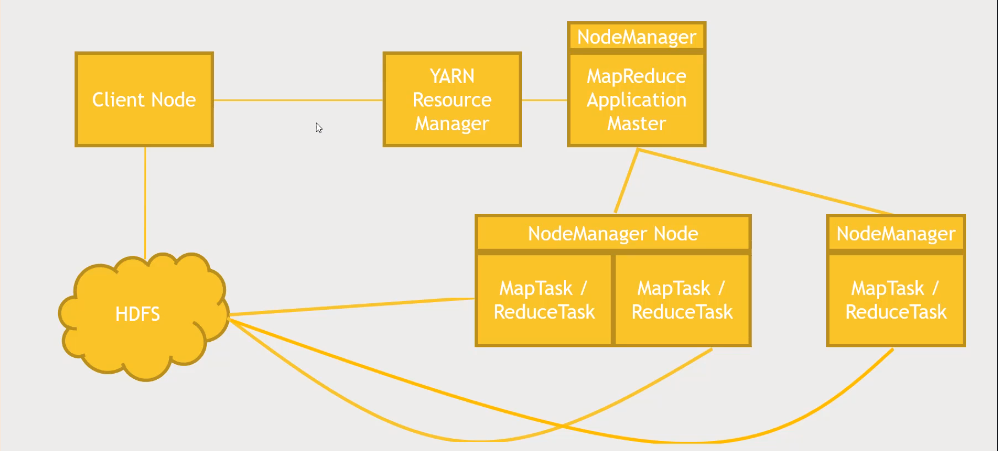 NodeManager
Client Node
YARN
Resource
Manager
MapReduce
Application
Master
NodeManager Node
NodeManager
MapTask /
ReduceTask
MapTask /
ReduceTask
MapTask /
ReduceTask
HDFS